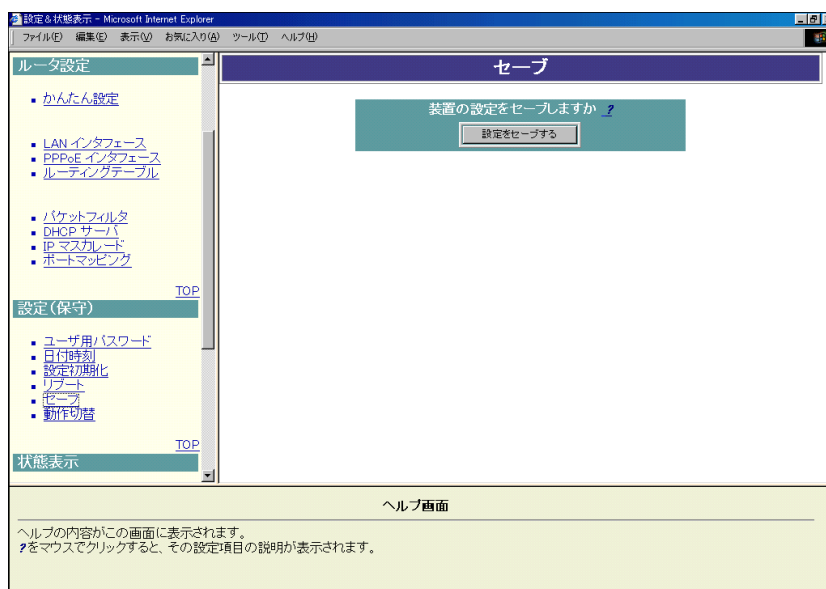 設定&状態表示 - Microsoft Internet Explorer
ファイル(F) 編集(E) 表示(V) お気に入り(A) ツール(T) ヘルプ(H)
ルータ設定
かんたん設定
LAN インタフェース
PPPoE インタフェース
ルーティングテーブル
パケットフィルタ
DHCP サーバ
IP マスカレード
ポートマッピング
TOP
設定(保守)
ユーザ用パスワード
日付時刻
設定初期化
リブート
セーブ
動作切替
TOP
状態表示
セーブ
装置の設定をセーブしますか ?
設定をセーブする
ヘルプ画面
ヘルプの内容がこの画面に表示されます。
?をマウスでクリックすると、その設定項目の説明が表示されます。